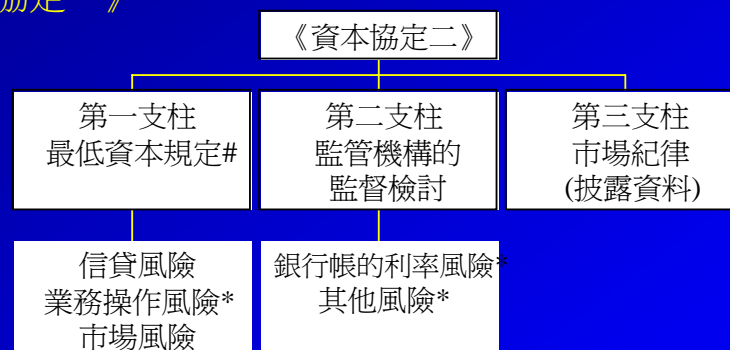 協定 》
《資本協定二》
第一支柱
最低資本規定#
第二支柱
監管機構的
監督檢討
第三支柱
市場紀律
(披露資料)
信貸風險
業務操作風險*
市場風險
銀行帳的利率風險*
其他風險*